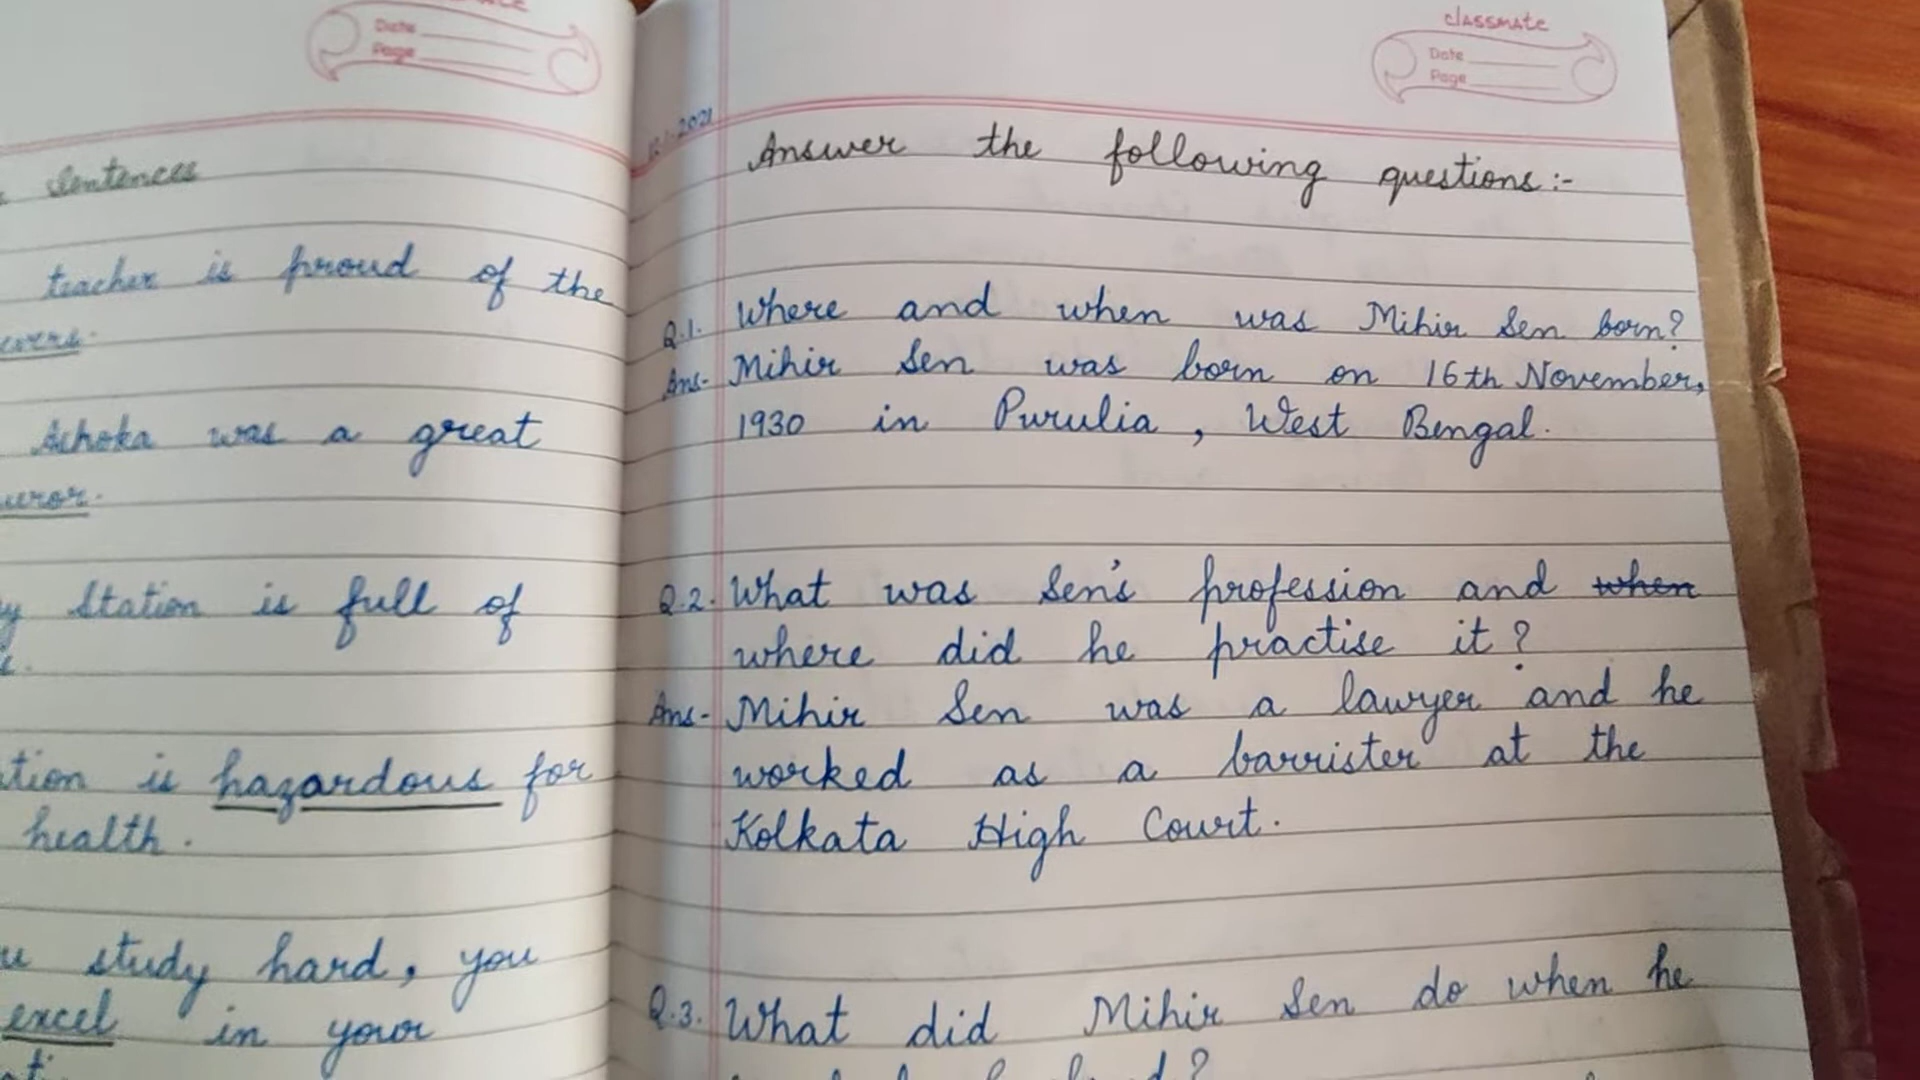 Date
Page
Sentences
teacher is proud of the
Ashoka was a great
Station is full of
is hazardous for
health.
study hard, you
excel in your
classmate
Date
Page
2021
Answer the following questions:-
Q.1. Where and when was Mihir Sen born?
Ans- Mihir Sen was born on 16th November,
1930 in Purulia, West Bengal.
Q.2. What was Sen's profession and when
where did he practise it?
Ans- Mihir Sen was a lawyer and he
worked as a barrister at the
Kolkata High Court.
Q.3. What did Mihir Sen do when he